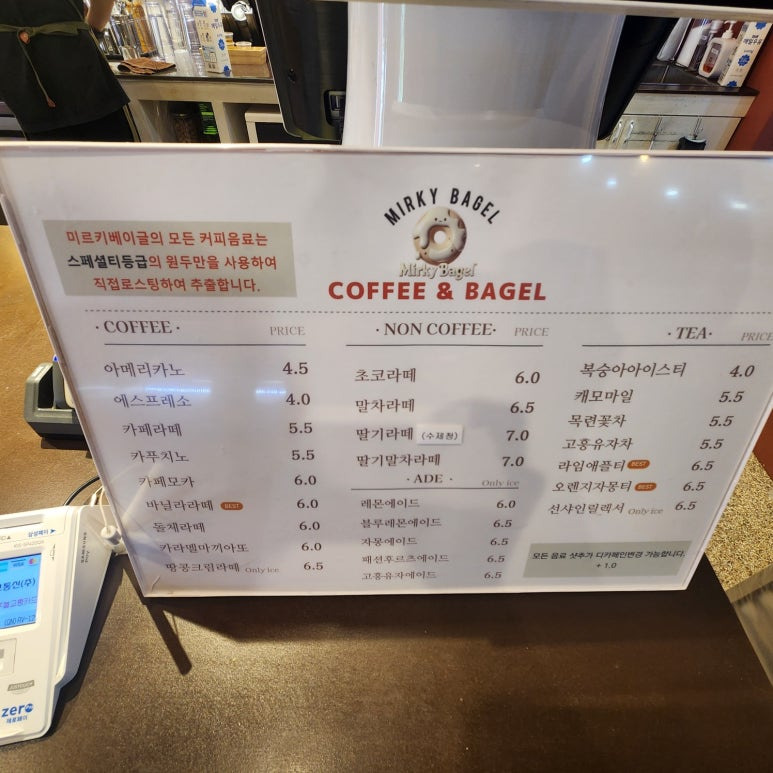 MIRKY BAGEL
Mirky Bagel
COFFEE & BAGEL
미르키베이글의 모든 커피음료는
스페셜티등급의 원두만을 사용하여
직접로스팅하여 추출합니다.
· COFFEE · PRICE
아메리카노 4.5
에스프레소 4.0
카페라떼 5.5
카푸치노 5.5
카페모카 6.0
바닐라라떼 BEST 6.0
돌체라떼 6.0
카라멜마끼아또 6.0
땅콩크림라떼 Only ice 6.5
· NON COFFEE · PRICE
초코라떼 6.0
말차라떼 6.5
딸기라떼 (수제청) 7.0
딸기말차라떼 7.0
· ADE · Only ice
레몬에이드 6.0
블루레몬에이드 6.5
자몽에이드 6.5
패션후르츠에이드 6.5
고흥유자에이드 6.5
· TEA · PRICE
복숭아아이스티 4.0
캐모마일 5.5
목련꽃차 5.5
고흥유자차 5.5
라임애플티 BEST 6.5
오렌지자몽티 BEST 6.5
선샤인릴렉서 Only ice 6.5
모든 음료 샷추가 디카페인변경 가능합니다.
+ 1.0
삼성페이
zero
제로페이